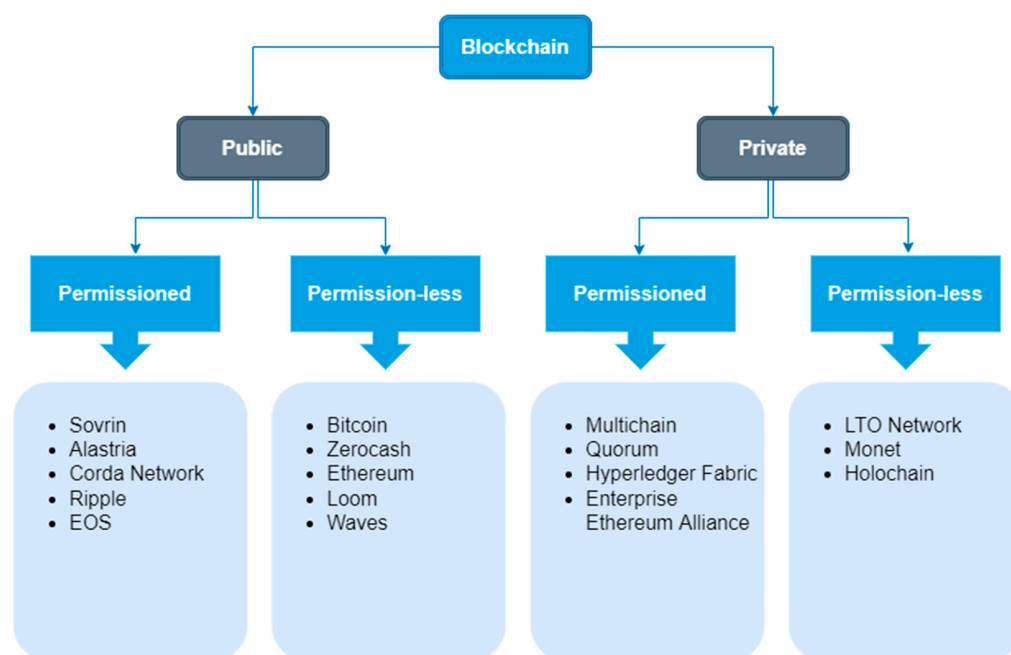 Blockchain
Public
Private
Permissioned
Permission-less
Permissioned
Permission-less
• Sovrin
• Alastria
• Corda Network
• Ripple
• EOS
• Bitcoin
• Zerocash
• Ethereum
• Loom
• Waves
• Multichain
• Quorum
• Hyperledger Fabric
• Enterprise
Ethereum Alliance
• LTO Network
• Monet
• Holochain